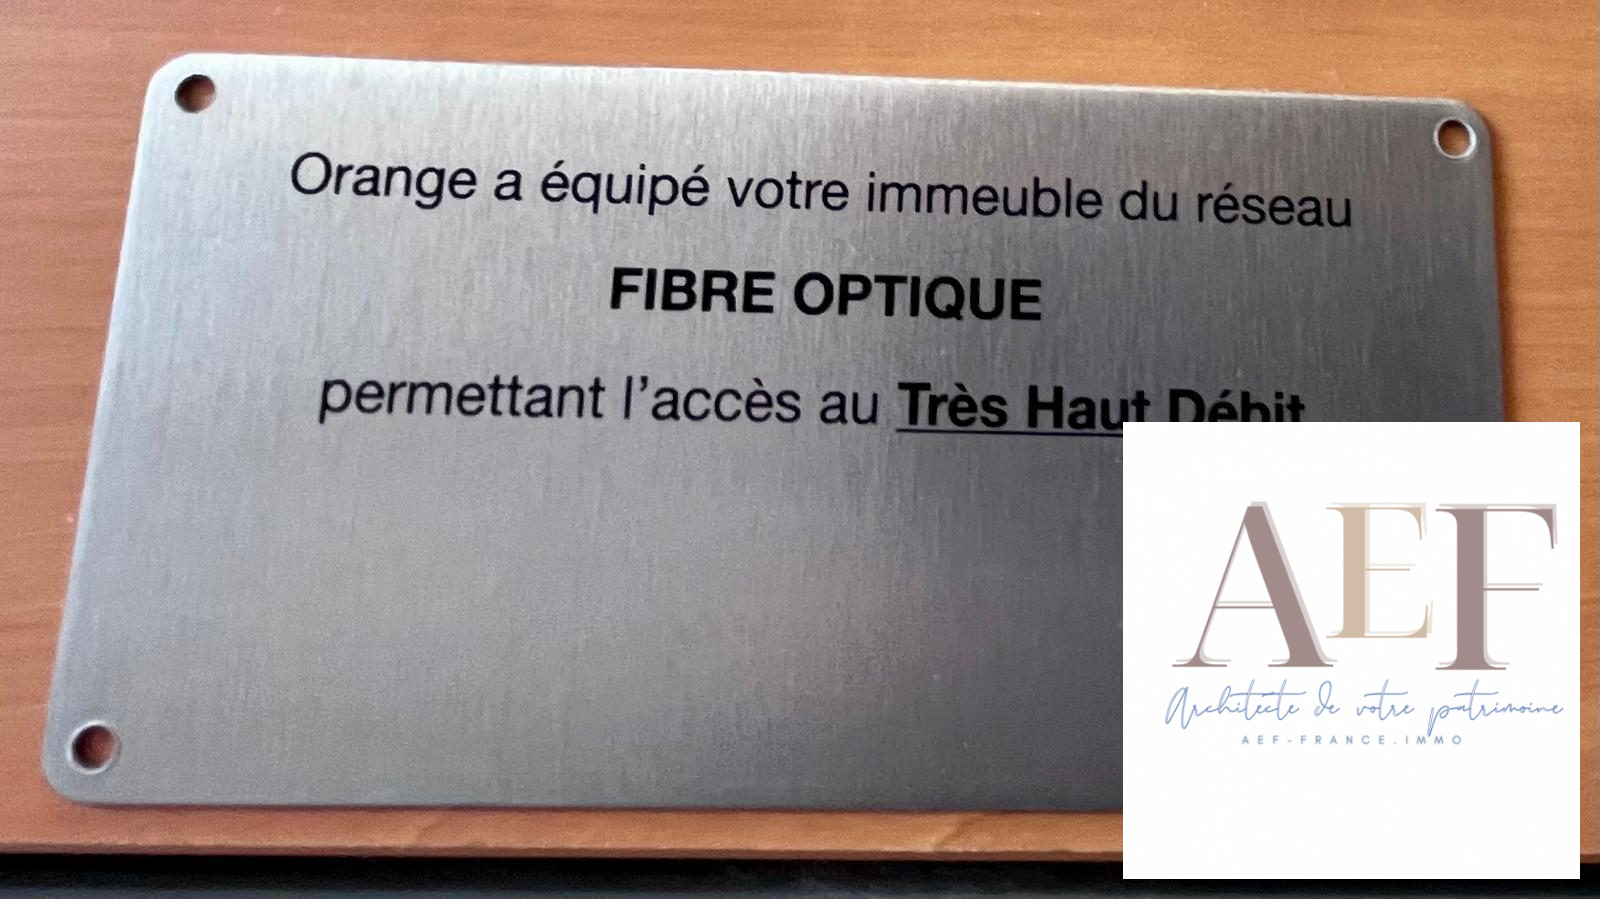 Orange a équipé votre immeuble du réseau
FIBRE OPTIQUE
permettant l'accès au Très Haut Débit
AEF
Architecte de votre patrimoine
AEF-FRANCE.IMMO